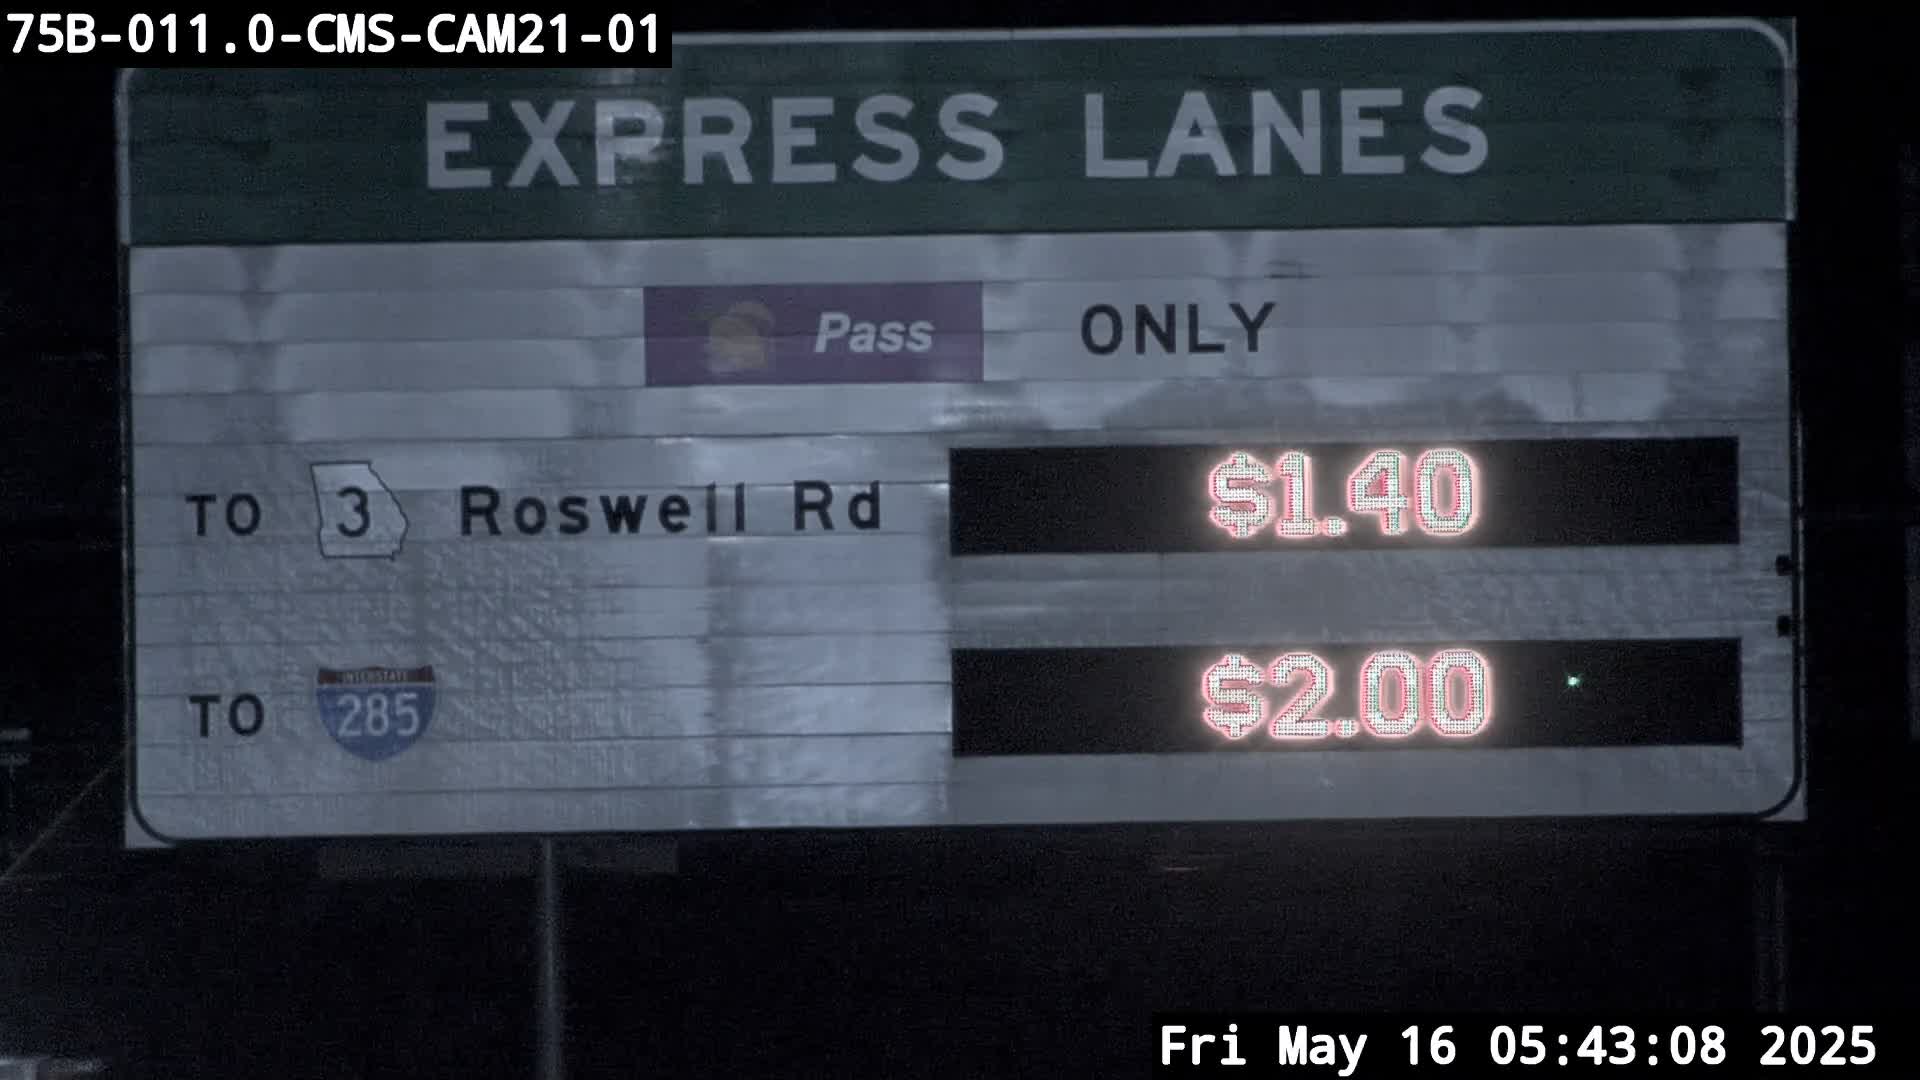 75B-011.0-CMS-CAM21-01
EXPRESS LANES
Pass ONLY
TO 3 Roswell Rd $1.40
INTERSTATE
TO 285 $2.00
Fri May 16 05:43:08 2025